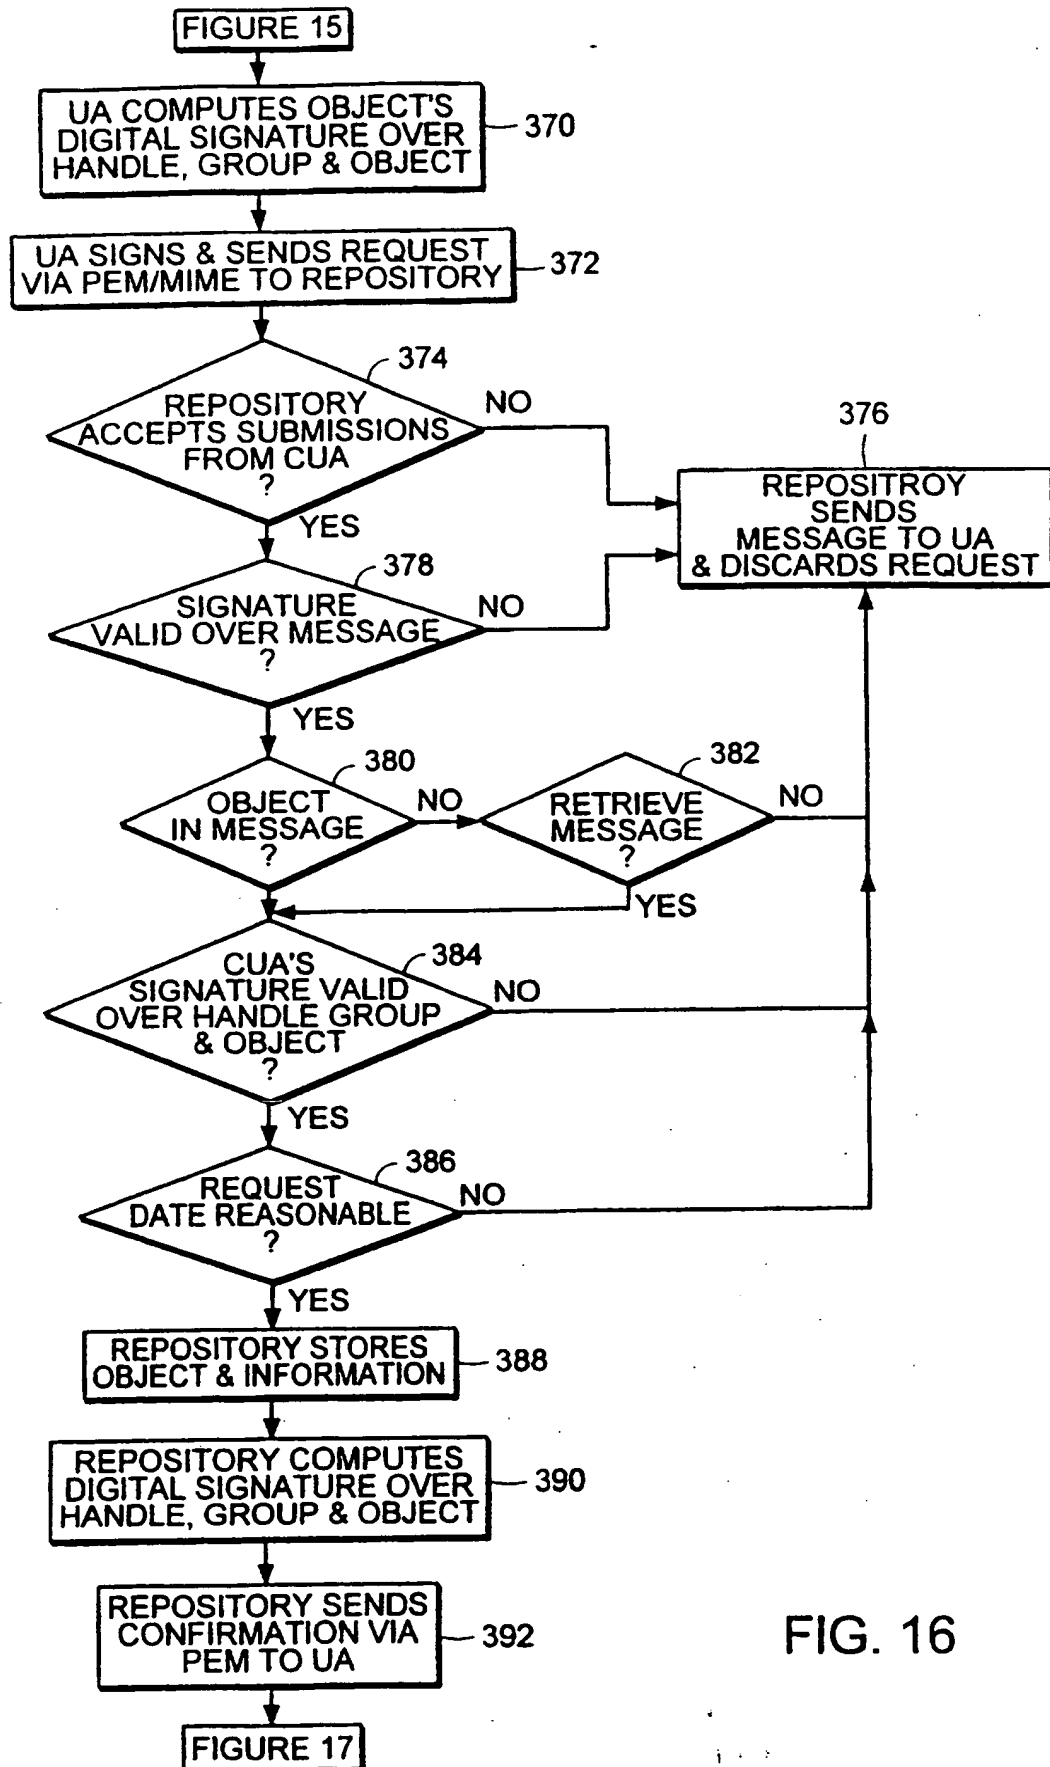 FIGURE 15
UA COMPUTES OBJECT'S
DIGITAL SIGNATURE OVER
HANDLE, GROUP & OBJECT
370
UA SIGNS & SENDS REQUEST
VIA PEM/MIME TO REPOSITORY
372
374
REPOSITORY
ACCEPTS SUBMISSIONS
FROM CUA
?
NO
YES
376
REPOSITROY
SENDS
MESSAGE TO UA
& DISCARDS REQUEST
378
SIGNATURE
VALID OVER MESSAGE
?
NO
YES
380
OBJECT
IN MESSAGE
?
NO
382
RETRIEVE
MESSAGE
?
NO
YES
384
CUA'S
SIGNATURE VALID
OVER HANDLE GROUP
& OBJECT
?
NO
YES
386
REQUEST
DATE REASONABLE
?
NO
YES
REPOSITORY STORES
OBJECT & INFORMATION
388
REPOSITORY COMPUTES
DIGITAL SIGNATURE OVER
HANDLE, GROUP & OBJECT
390
REPOSITORY SENDS
CONFIRMATION VIA
PEM TO UA
392
FIGURE 17
FIG. 16